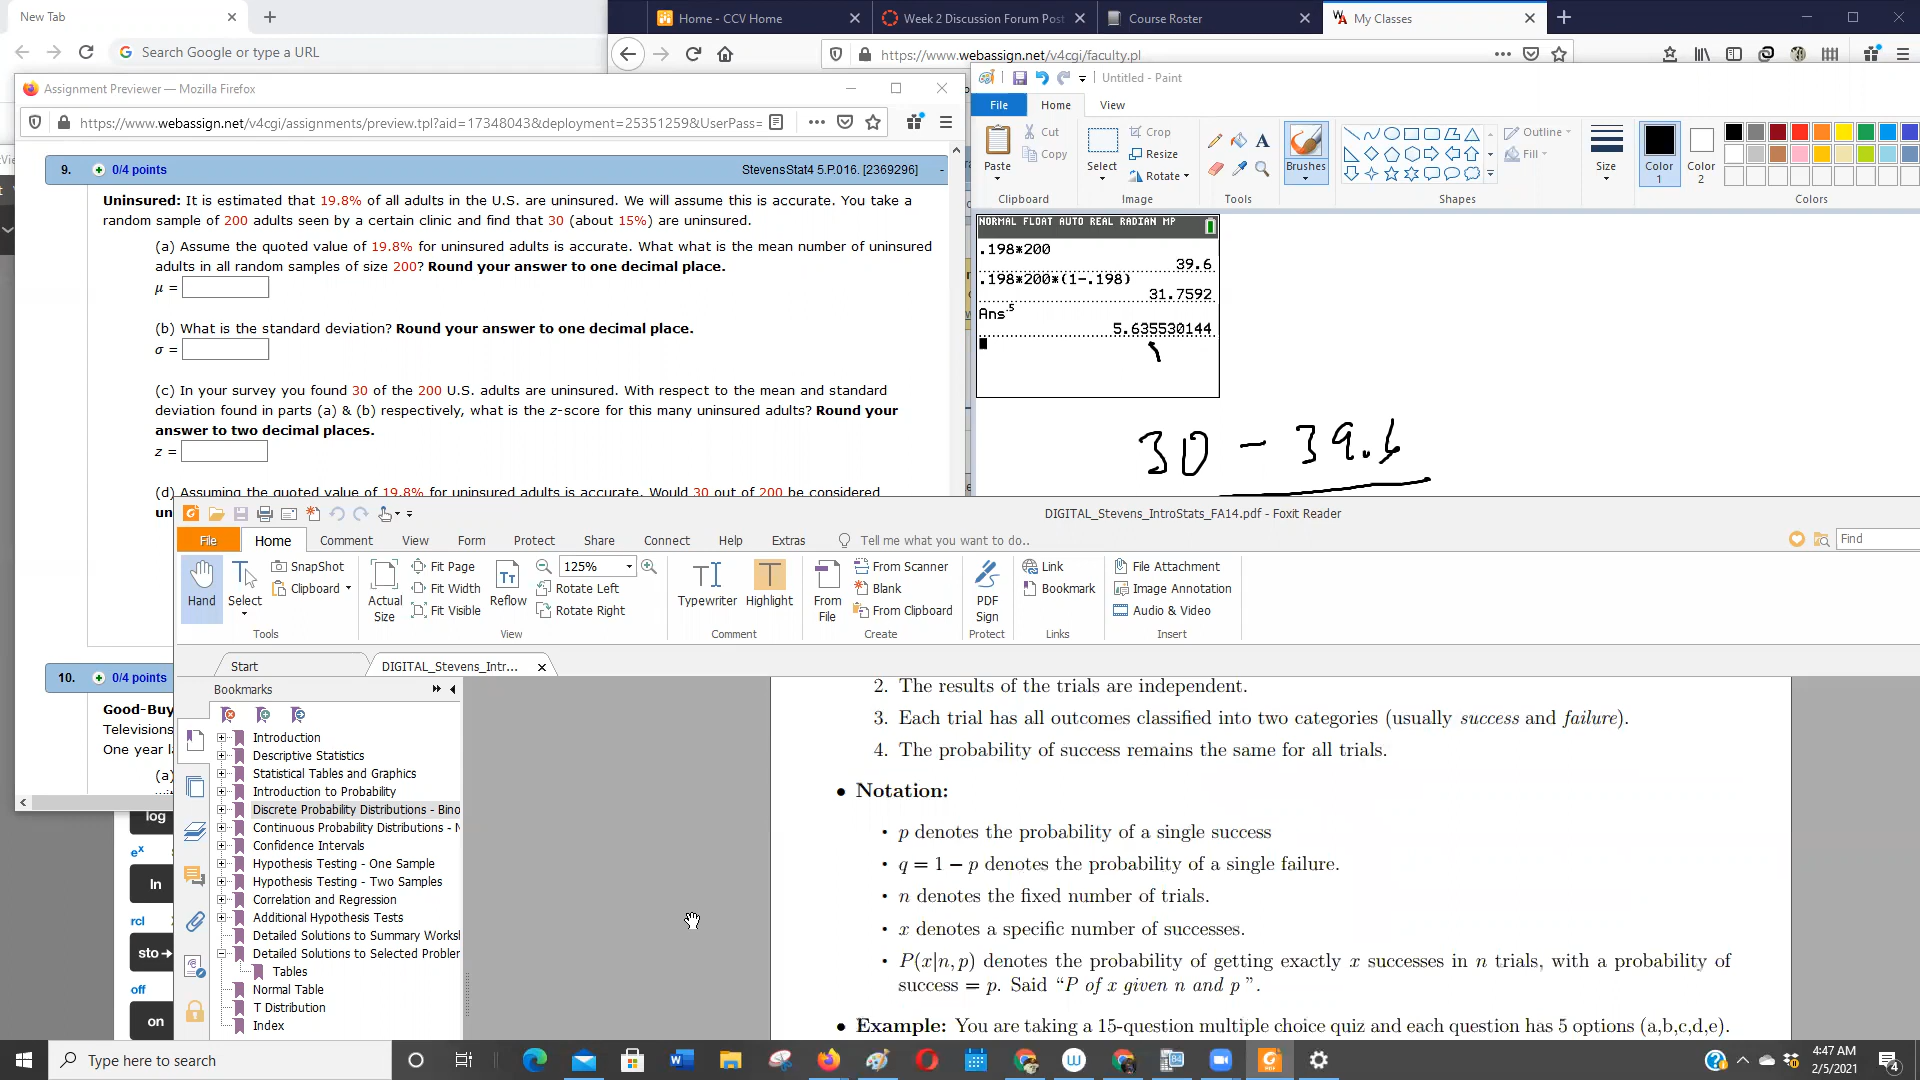 New Tab
Home - CCV Home
Week 2 Discussion Forum Post
Course Roster
My Classes
Search Google or type a URL
https://www.webassign.net/v4cgi/faculty.pl
Assignment Previewer — Mozilla Firefox
https://www.webassign.net/v4cgi/assignments/preview.tpl?aid=17348043&deployment=25351259&UserPass=
9.
0/4 points
StevensStat4 5.P.016. [2369296]
Uninsured: It is estimated that 19.8% of all adults in the U.S. are uninsured. We will assume this is accurate. You take a
random sample of 200 adults seen by a certain clinic and find that 30 (about 15%) are uninsured.
(a) Assume the quoted value of 19.8% for uninsured adults is accurate. What what is the mean number of uninsured
adults in all random samples of size 200? Round your answer to one decimal place.
μ =
(b) What is the standard deviation? Round your answer to one decimal place.
σ =
(c) In your survey you found 30 of the 200 U.S. adults are uninsured. With respect to the mean and standard
deviation found in parts (a) & (b) respectively, what is the z-score for this many uninsured adults? Round your
answer to two decimal places.
z =
(d) Assuming the quoted value of 19.8% for uninsured adults is accurate. Would 30 out of 200 be considered
un
10.
0/4 points
Good-Buy
Televisions
One year la
(a)
Untitled - Paint
File
Home
View
Paste
Cut
Copy
Clipboard
Select
Crop
Resize
Rotate
Image
Tools
Brushes
Shapes
Outline
Fill
Size
Color
1
Color
2
Colors
NORMAL FLOAT AUTO REAL RADIAN MP
.198*200
39.6
.198*200*(1-.198)
31.7592
Ans^.5
5.635530144
30 - 39.6
DIGITAL_Stevens_IntroStats_FA14.pdf - Foxit Reader
File
Home
Comment
View
Form
Protect
Share
Connect
Help
Extras
Tell me what you want to do..
Find
Hand
Select
SnapShot
Clipboard
Tools
Actual
Size
Fit Page
Fit Width
Fit Visible
Reflow
125%
Rotate Left
Rotate Right
View
Typewriter
Highlight
Comment
From
File
From Scanner
Blank
From Clipboard
Create
PDF
Sign
Protect
Link
Bookmark
Links
File Attachment
Image Annotation
Audio & Video
Insert
Start
DIGITAL_Stevens_Intr...
Bookmarks
Introduction
Descriptive Statistics
Statistical Tables and Graphics
Introduction to Probability
Discrete Probability Distributions - Bino
Continuous Probability Distributions - N
Confidence Intervals
Hypothesis Testing - One Sample
Hypothesis Testing - Two Samples
Correlation and Regression
Additional Hypothesis Tests
Detailed Solutions to Summary Worksl
Detailed Solutions to Selected Probler
Tables
Normal Table
T Distribution
Index
2. The results of the trials are independent.
3. Each trial has all outcomes classified into two categories (usually success and failure).
4. The probability of success remains the same for all trials.
• Notation:
• p denotes the probability of a single success
• q = 1 − p denotes the probability of a single failure.
• n denotes the fixed number of trials.
• x denotes a specific number of successes.
• P(x|n, p) denotes the probability of getting exactly x successes in n trials, with a probability of
success = p. Said “P of x given n and p ”.
• Example: You are taking a 15-question multiple choice quiz and each question has 5 options (a,b,c,d,e).
log
e^x
ln
rcl
sto→
off
on
Type here to search
4:47 AM
2/5/2021
4